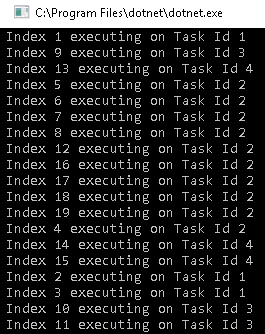 C:\Program Files\dotnet\dotnet.exe
Index 1 executing on Task Id 1
Index 9 executing on Task Id 3
Index 13 executing on Task Id 4
Index 5 executing on Task Id 2
Index 6 executing on Task Id 2
Index 7 executing on Task Id 2
Index 8 executing on Task Id 2
Index 12 executing on Task Id 2
Index 16 executing on Task Id 2
Index 17 executing on Task Id 2
Index 18 executing on Task Id 2
Index 19 executing on Task Id 2
Index 4 executing on Task Id 2
Index 14 executing on Task Id 4
Index 15 executing on Task Id 4
Index 2 executing on Task Id 1
Index 3 executing on Task Id 1
Index 10 executing on Task Id 3
Index 11 executing on Task Id 3